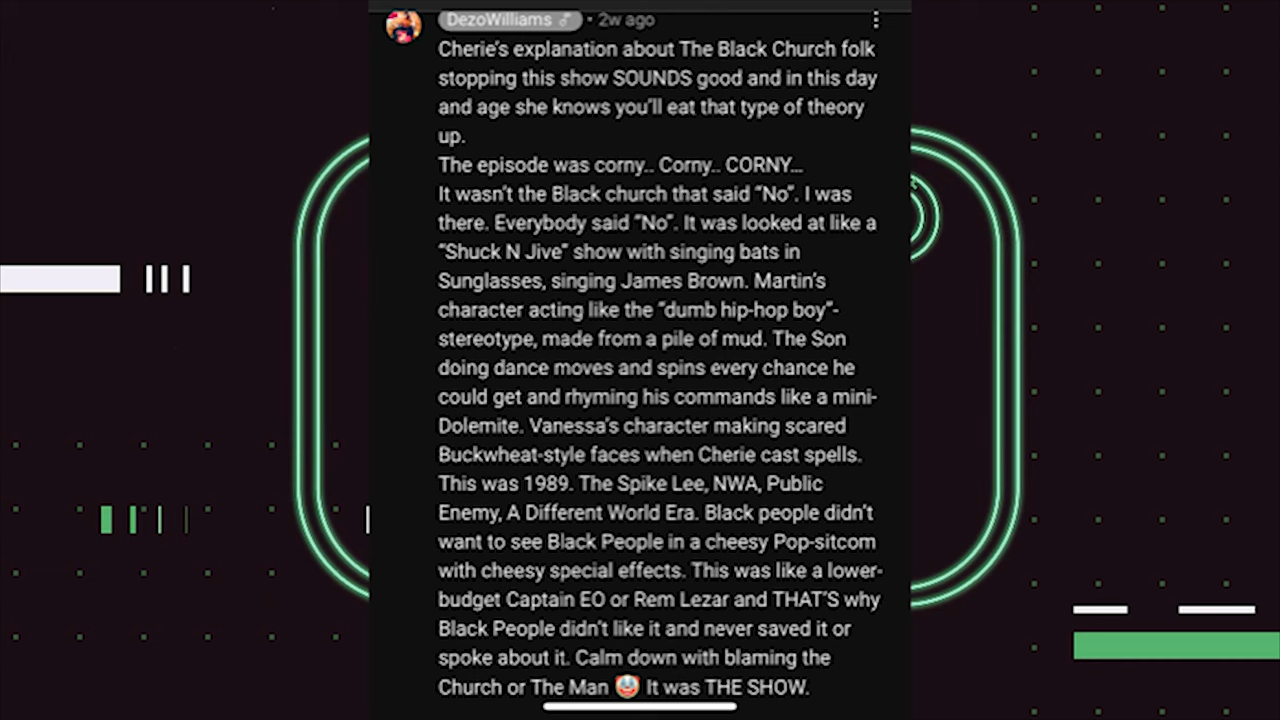 DezoWilliams • 2w ago
Cherie's explanation about The Black Church folk
stopping this show SOUNDS good and in this day
and age she knows you'll eat that type of theory
up.
The episode was corny.. Corny.. CORNY...
It wasn't the Black church that said "No". I was
there. Everybody said "No". It was looked at like a
"Shuck N Jive" show with singing bats in
Sunglasses, singing James Brown. Martin's
character acting like the "dumb hip-hop boy"-
stereotype, made from a pile of mud. The Son
doing dance moves and spins every chance he
could get and rhyming his commands like a mini-
Dolemite. Vanessa's character making scared
Buckwheat-style faces when Cherie cast spells.
This was 1989. The Spike Lee, NWA, Public
Enemy, A Different World Era. Black people didn't
want to see Black People in a cheesy Pop-sitcom
with cheesy special effects. This was like a lower-
budget Captain EO or Rem Lezar and THAT'S why
Black People didn't like it and never saved it or
spoke about it. Calm down with blaming the
Church or The Man 🤡 It was THE SHOW.